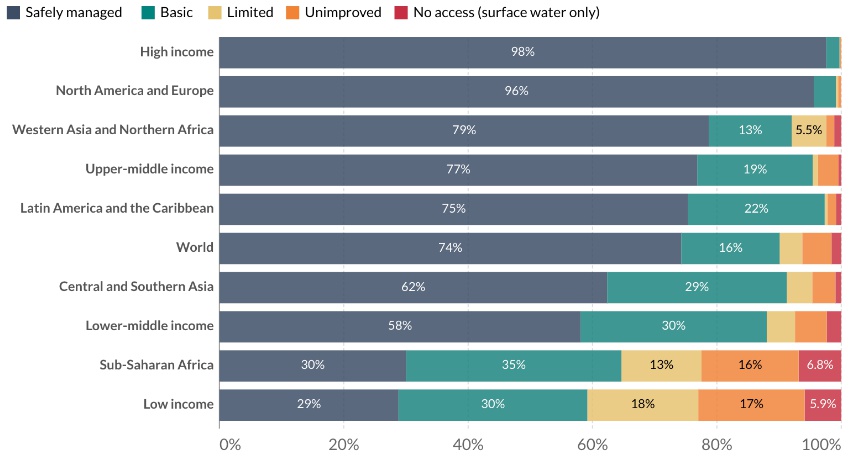 Safely managed Basic Limited Unimproved No access (surface water only)
High income 98%
North America and Europe 96%
Western Asia and Northern Africa 79% 13% 5.5%
Upper-middle income 77% 19%
Latin America and the Caribbean 75% 22%
World 74% 16%
Central and Southern Asia 62% 29%
Lower-middle income 58% 30%
Sub-Saharan Africa 30% 35% 13% 16% 6.8%
Low income 29% 30% 18% 17% 5.9%
0% 20% 40% 60% 80% 100%